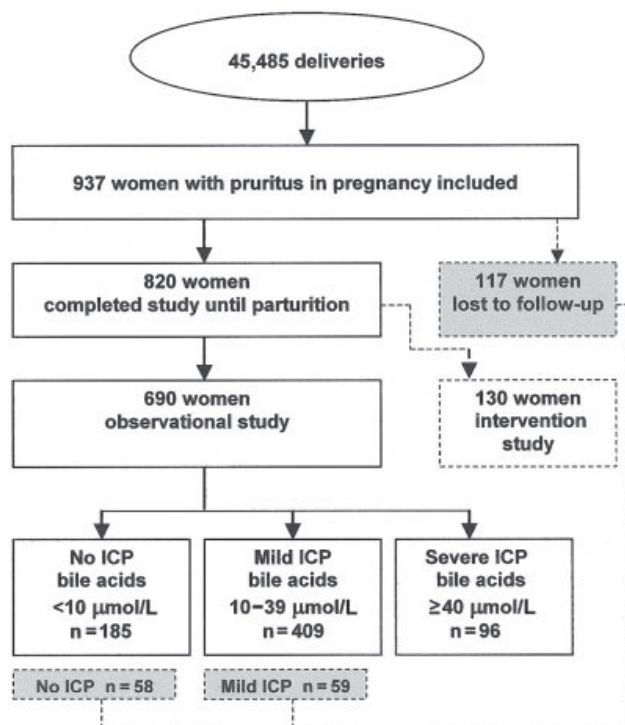 45,485 deliveries
937 women with pruritus in pregnancy included
820 women
completed study until parturition
117 women
lost to follow-up
690 women
observational study
130 women
intervention
study
No ICP
bile acids
<10 µmol/L
n=185
Mild ICP
bile acids
10–39 µmol/L
n=409
Severe ICP
bile acids
≥40 µmol/L
n=96
No ICP n=58
Mild ICP n=59